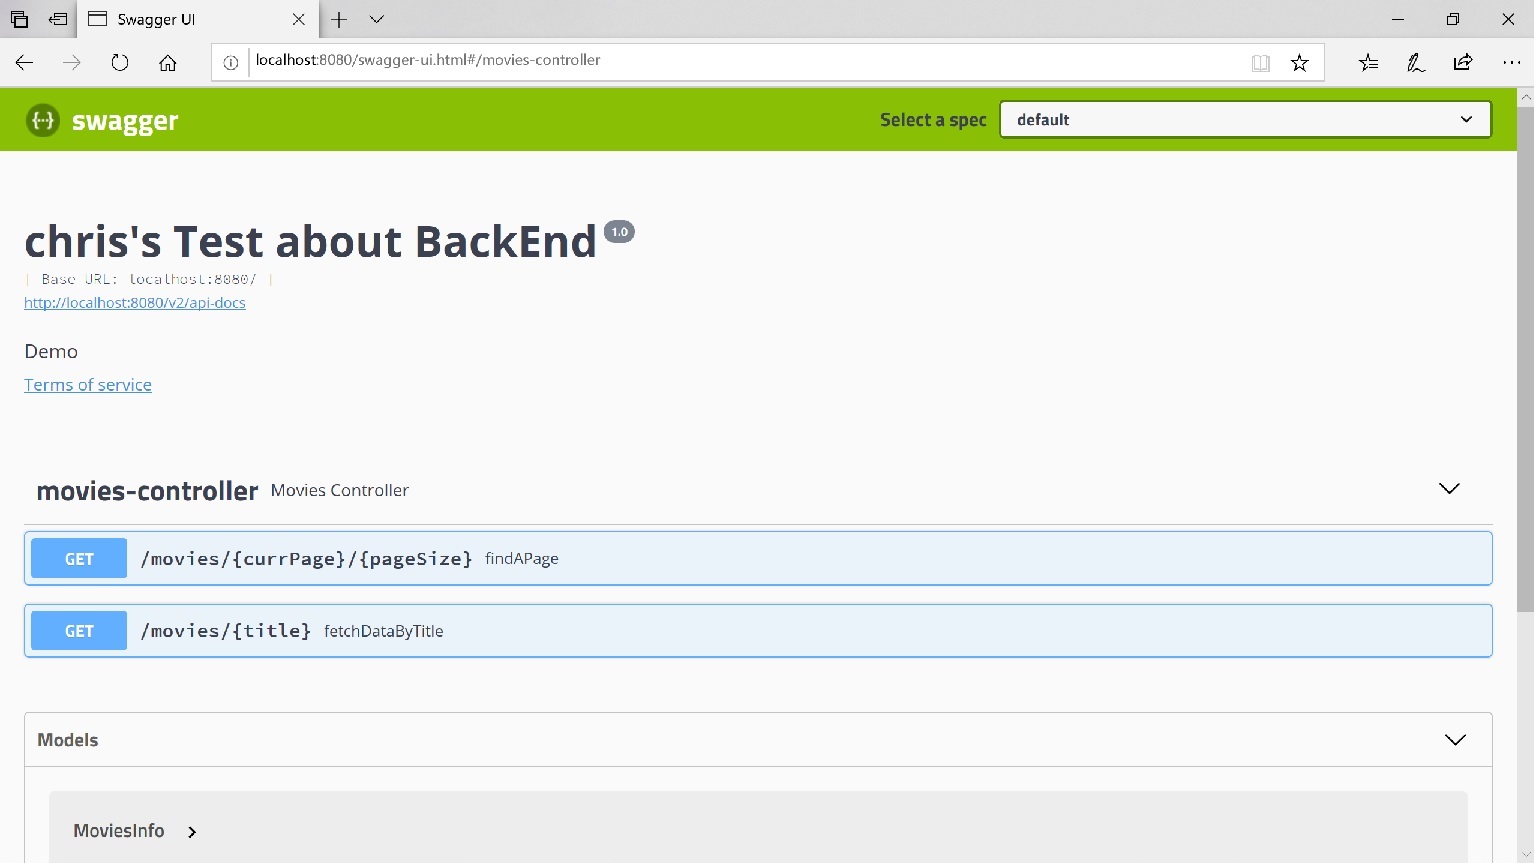 Swagger UI
localhost:8080/swagger-ui.html#/movies-controller
{···} swagger
Select a spec default
chris's Test about BackEnd 1.0
[ Base URL: localhost:8080/ ]
http://localhost:8080/v2/api-docs
Demo
Terms of service
movies-controller Movies Controller
GET /movies/{currPage}/{pageSize} findAPage
GET /movies/{title} fetchDataByTitle
Models
MoviesInfo